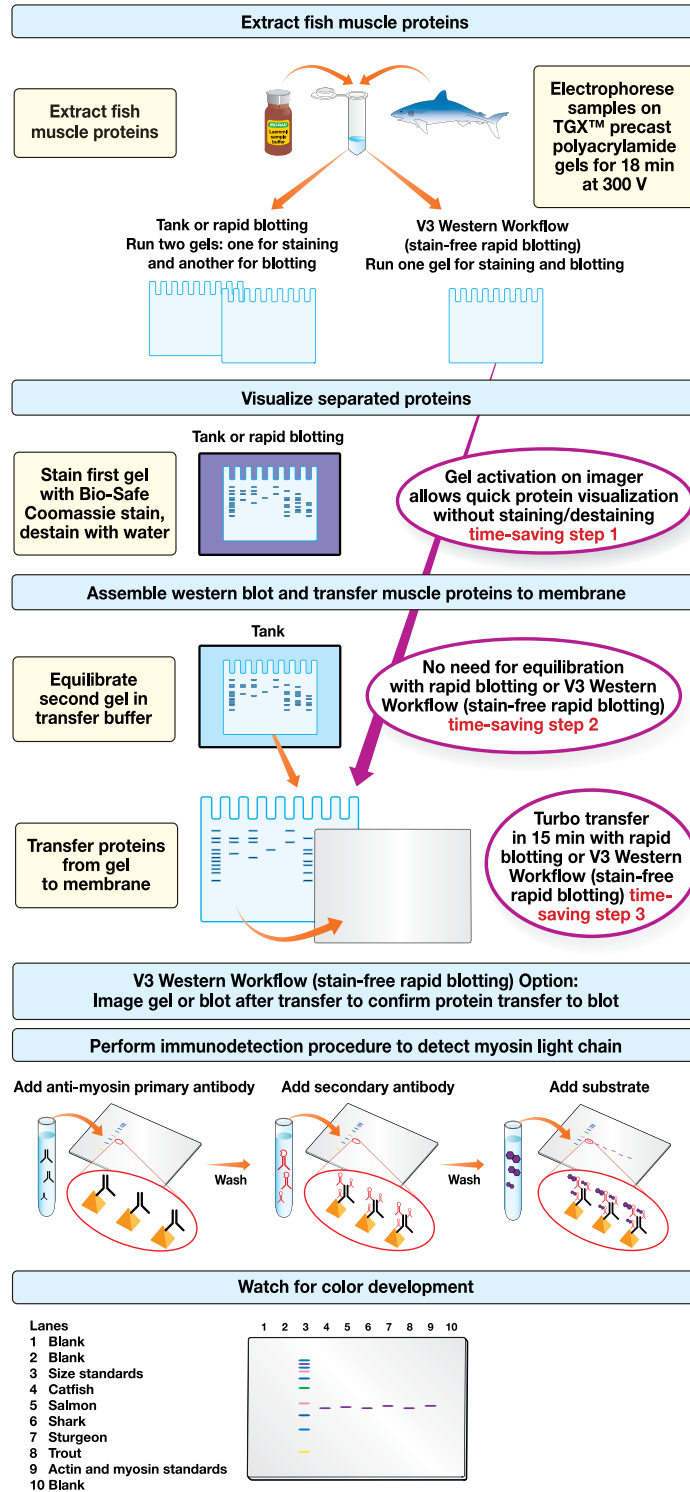 Extract fish muscle proteins
Extract fish
muscle proteins
BIO-RAD
Laemmli
sample
buffer
Electrophorese
samples on
TGX™ precast
polyacrylamide
gels for 18 min
at 300 V
Tank or rapid blotting
Run two gels: one for staining
and another for blotting
V3 Western Workflow
(stain-free rapid blotting)
Run one gel for staining and blotting
Visualize separated proteins
Tank or rapid blotting
Stain first gel
with Bio-Safe
Coomassie stain,
destain with water
Gel activation on imager
allows quick protein visualization
without staining/destaining
time-saving step 1
Assemble western blot and transfer muscle proteins to membrane
Tank
Equilibrate
second gel in
transfer buffer
No need for equilibration
with rapid blotting or V3 Western
Workflow (stain-free rapid blotting)
time-saving step 2
Transfer proteins
from gel
to membrane
Turbo transfer
in 15 min with rapid
blotting or V3 Western
Workflow (stain-free
rapid blotting) time-
saving step 3
V3 Western Workflow (stain-free rapid blotting) Option:
Image gel or blot after transfer to confirm protein transfer to blot
Perform immunodetection procedure to detect myosin light chain
Add anti-myosin primary antibody
Add secondary antibody
Add substrate
Wash
Wash
Watch for color development
Lanes
1 Blank
2 Blank
3 Size standards
4 Catfish
5 Salmon
6 Shark
7 Sturgeon
8 Trout
9 Actin and myosin standards
10 Blank
1 2 3 4 5 6 7 8 9 10